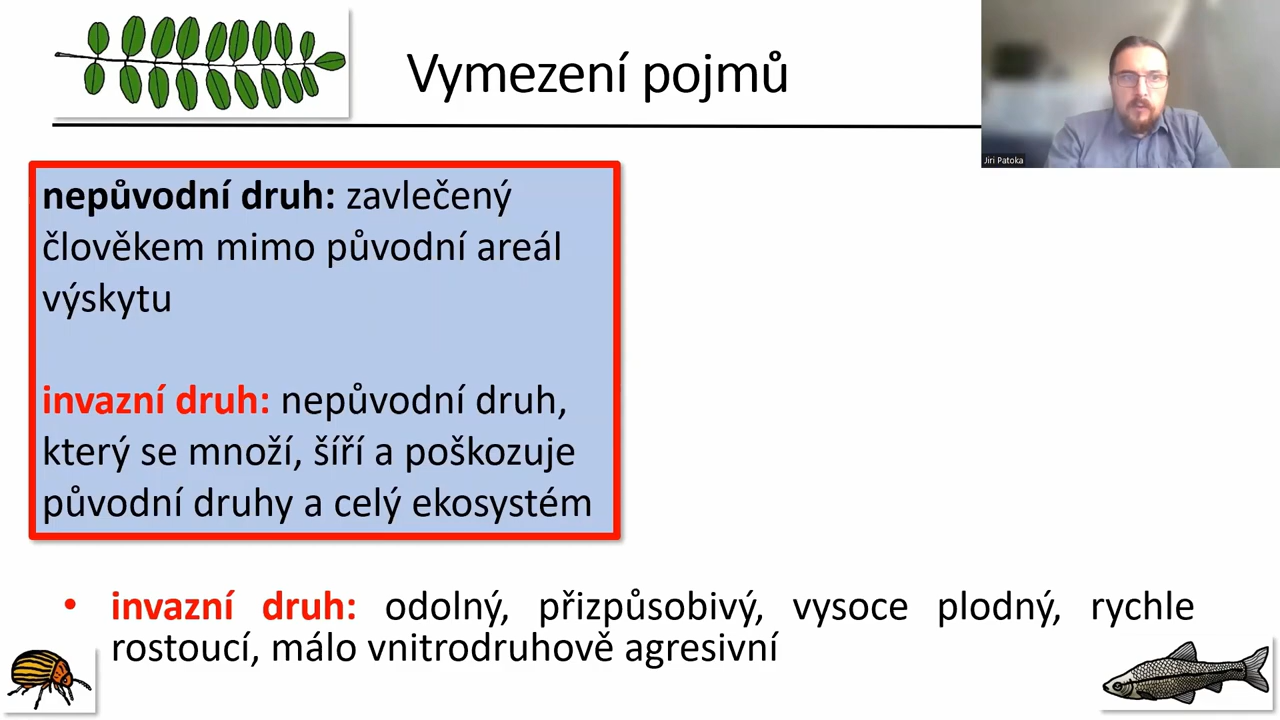 Vymezení pojmů
Jiri Patoka
nepůvodní druh: zavlečený
člověkem mimo původní areál
výskytu
invazní druh: nepůvodní druh,
který se množí, šíří a poškozuje
původní druhy a celý ekosystém
• invazní druh: odolný, přizpůsobivý, vysoce plodný, rychle
rostoucí, málo vnitrodruhově agresivní